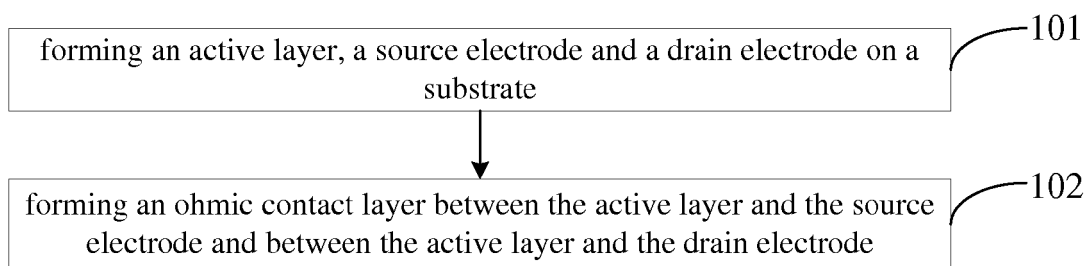 forming an active layer, a source electrode and a drain electrode on a
substrate
101
forming an ohmic contact layer between the active layer and the source
electrode and between the active layer and the drain electrode
102